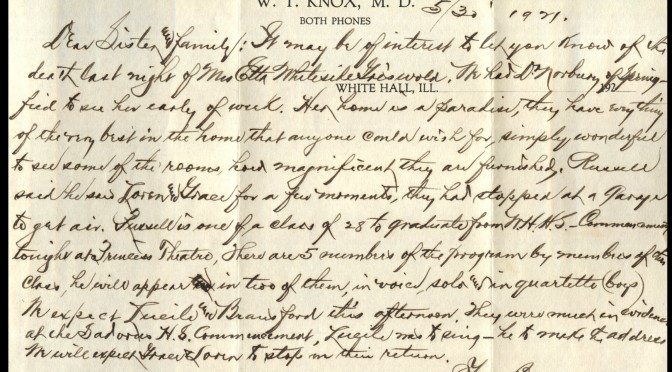 W. T. KNOX, M. D.
BOTH PHONES
5/30 1921.
Dear Sister & family/: It may be of interest to let you know of the
death last night of Mrs Etta Whiteside Griswold. We had Dr Norbury of Spring
WHITE HALL, ILL. 192
field to see her early of week. Her home is a paradise, they have everything
of the very best in the home that anyone could wish for, simply wonderful
to see some of the rooms, how magnificent they are furnished. Russell
said he saw Loren & Grace for a few moments, they had stopped at a Garage
to get air. Russell is one of a class of 28 to graduate from W.H.H.S. – Commencement
tonight at Princess Theatre, There are 5 numbers of the program by members of the
class, he will appear in two of them, in vocal solo & in quartette (boys)
We expect Lucile & Bransford this afternoon. They were much in evidence
at the H.S. Commencement, Lucile was to sing – he to make the address
We will expect Grace & Loren to stop on their return.